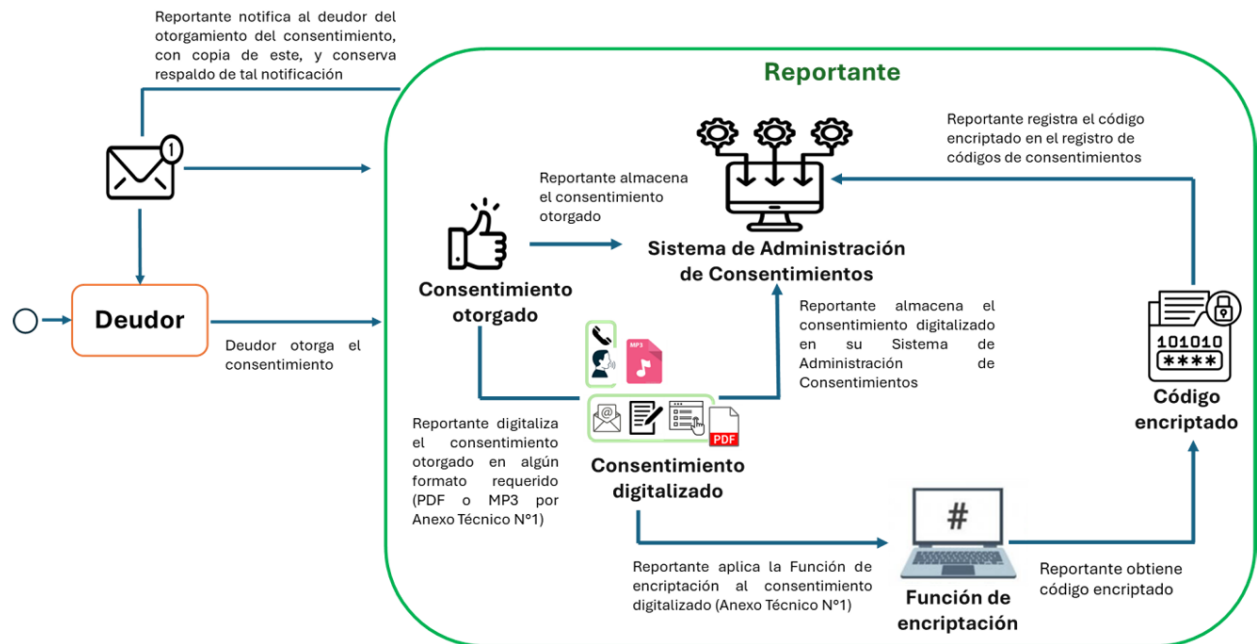 Reportante notifica al deudor del
otorgamiento del consentimiento,
con copia de este, y conserva
respaldo de tal notificación
1
Deudor
Deudor otorga el
consentimiento
Reportante
Reportante registra el código
encriptado en el registro de
códigos de consentimientos
Reportante almacena
el consentimiento
otorgado
Sistema de Administración
de Consentimientos
Consentimiento
otorgado
Reportante almacena el
consentimiento digitalizado
en su Sistema de
Administración de
Consentimientos
MP3
@
PDF
Reportante digitaliza
el consentimiento
otorgado en algún
formato requerido
(PDF o MP3 por
Anexo Técnico N°1)
Consentimiento
digitalizado
101010
****
Código
encriptado
#
Reportante aplica la Función de
encriptación al consentimiento
digitalizado (Anexo Técnico N°1)
Función de
encriptación
Reportante obtiene
código encriptado